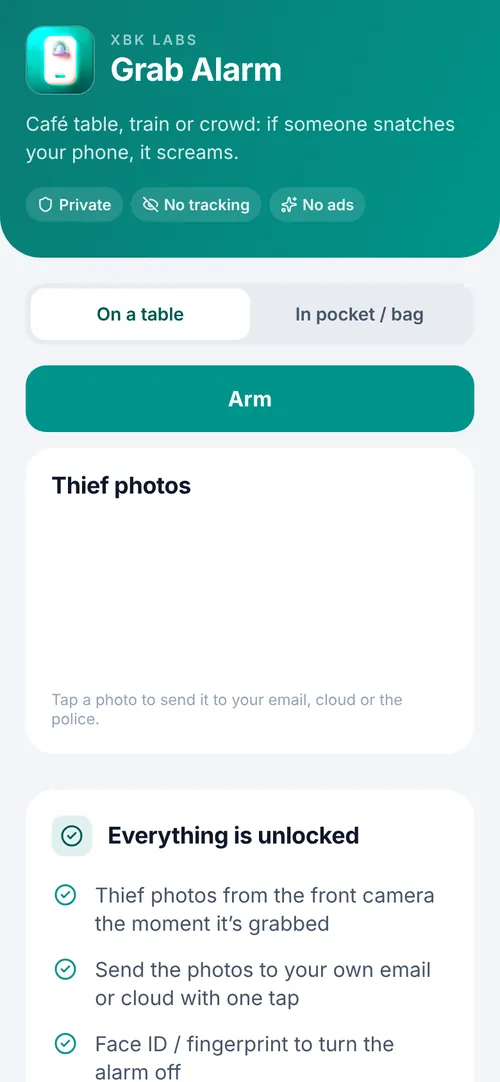 XBK LABS
Grab Alarm
Café table, train or crowd: if someone snatches
your phone, it screams.
Private
No tracking
No ads
On a table
In pocket / bag
Arm
Thief photos
Tap a photo to send it to your email, cloud or the
police.
Everything is unlocked
Thief photos from the front camera
the moment it’s grabbed
Send the photos to your own email
or cloud with one tap
Face ID / fingerprint to turn the
alarm off